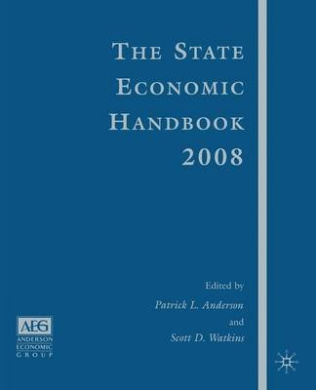 THE STATE
ECONOMIC
HANDBOOK
2008
Edited by
Patrick L. Anderson
and
Scott D. Watkins
AEG
ANDERSON
ECONOMIC
GROUP